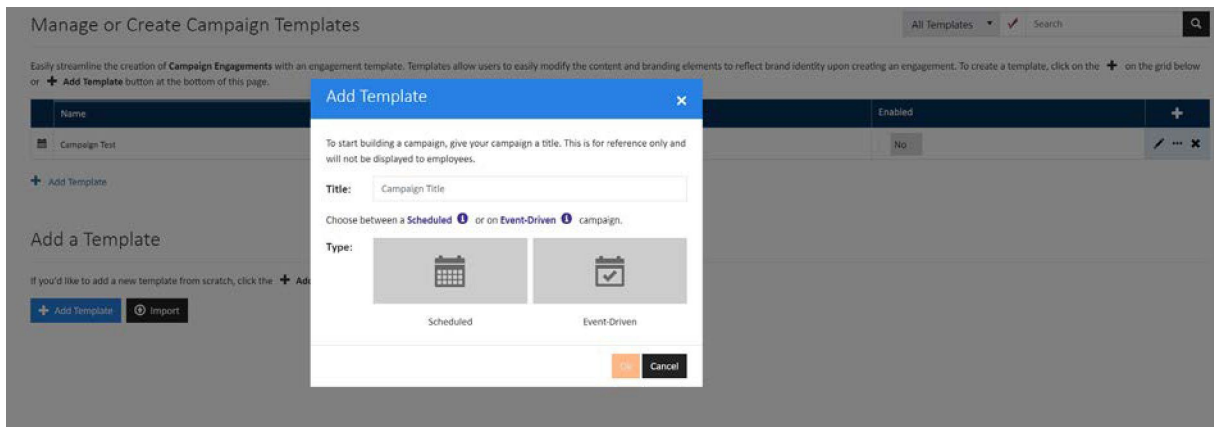 Manage or Create Campaign Templates
All Templates
Search
Easily streamline the creation of Campaign Engagements with an engagement template. Templates allow users to easily modify the content and branding elements to reflect brand identity upon creating an engagement. To create a template, click on the + on the grid below
or + Add Template button at the bottom of this page.
Add Template
Name
Enabled
Campaign Test
No
To start building a campaign, give your campaign a title. This is for reference only and
will not be displayed to employees.
Add Template
Title:
Campaign Title
Choose between a Scheduled or on Event-Driven campaign.
Add a Template
Type:
If you'd like to add a new template from scratch, click the + Ad
Add Template
Import
Scheduled
Event-Driven
Ok
Cancel